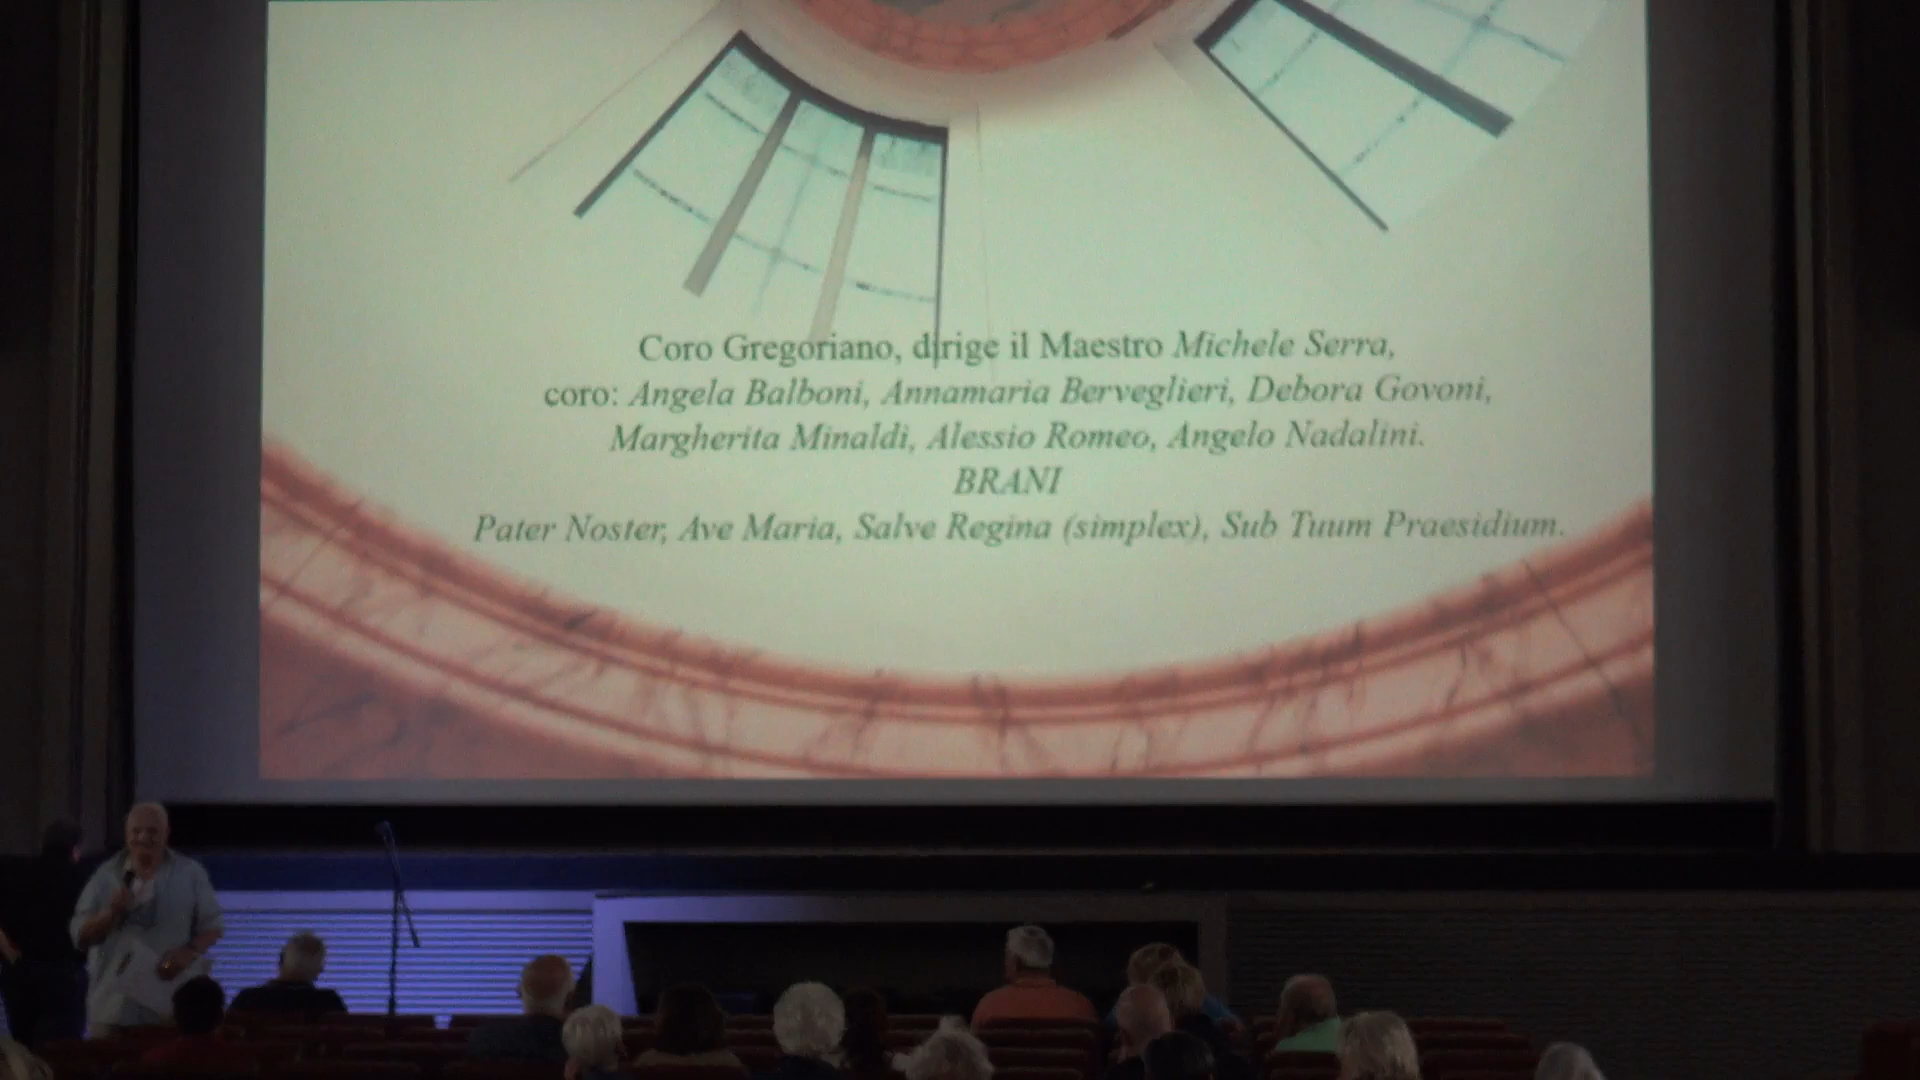 Coro Gregoriano, dirige il Maestro Michele Serra,
coro: Angela Balboni, Annamaria Berveglieri, Debora Govoni,
Margherita Minaldi, Alessio Romeo, Angelo Nadalini.
BRANI
Pater Noster, Ave Maria, Salve Regina (simplex), Sub Tuum Praesidium.